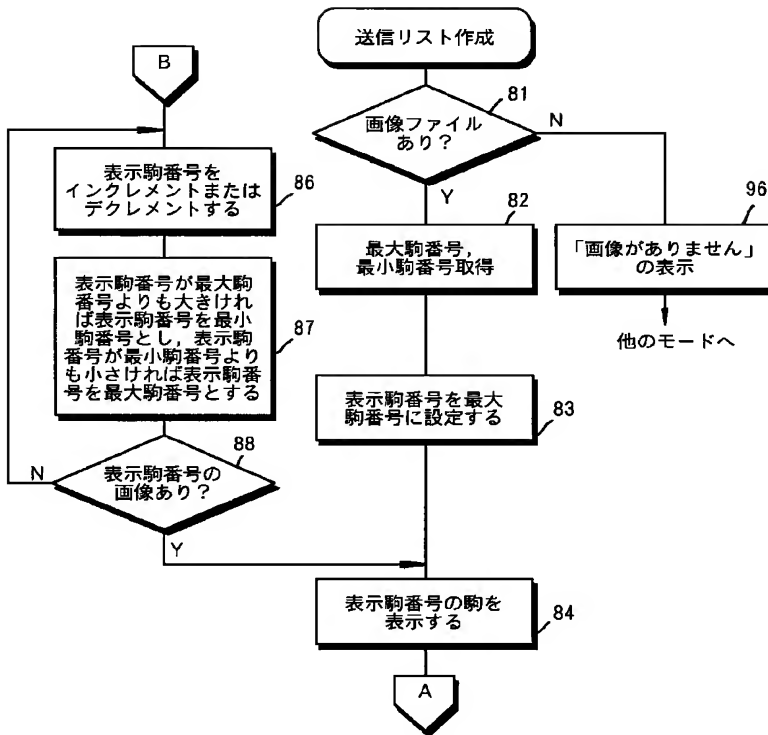 送信リスト作成
B
81
画像ファイル
あり？
N
Y
表示駒番号を
インクリメントまたは
デクリメントする
86
82
最大駒番号，
最小駒番号取得
96
「画像がありません」
の表示
他のモードへ
表示駒番号が最大駒
番号よりも大きけれ
ば表示駒番号を最小
駒番号とし，表示駒
番号が最小駒番号より
も小さければ表示駒番
号を最大駒番号とする
87
表示駒番号を最大
駒番号に設定する
83
88
表示駒番号の
画像あり？
N
Y
表示駒番号の駒を
表示する
84
A